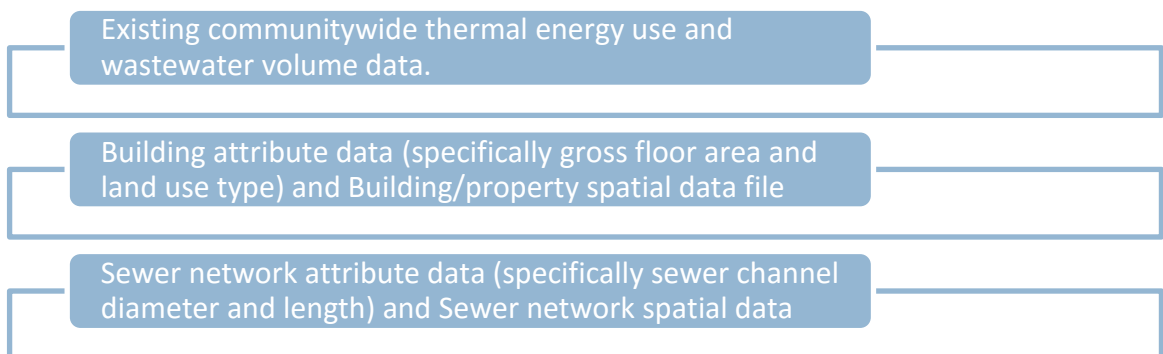 Existing communitywide thermal energy use and
wastewater volume data.
Building attribute data (specifically gross floor area and
land use type) and Building/property spatial data file
Sewer network attribute data (specifically sewer channel
diameter and length) and Sewer network spatial data